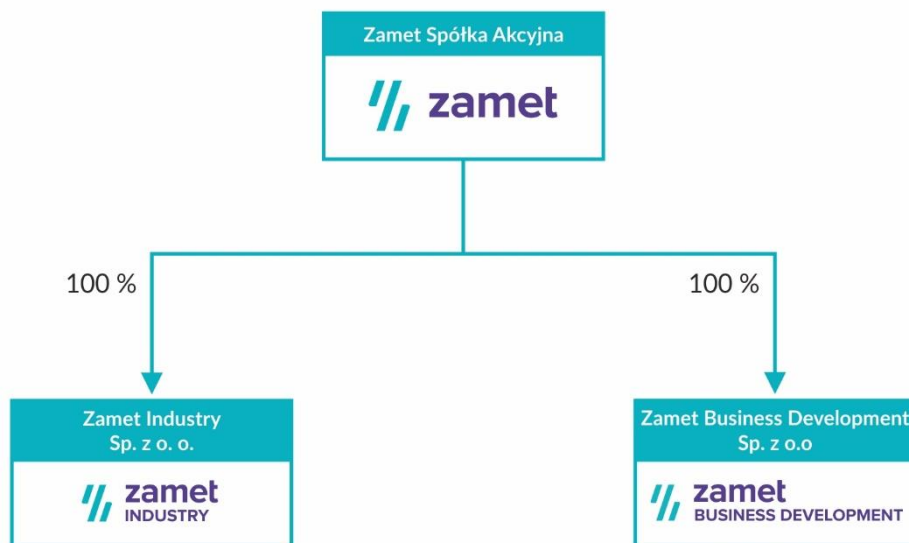 Zamet Spółka Akcyjna
zamet
100 %
100 %
Zamet Industry
Sp. z o. o.
zamet
INDUSTRY
Zamet Business Development
Sp. z o.o
zamet
BUSINESS DEVELOPMENT